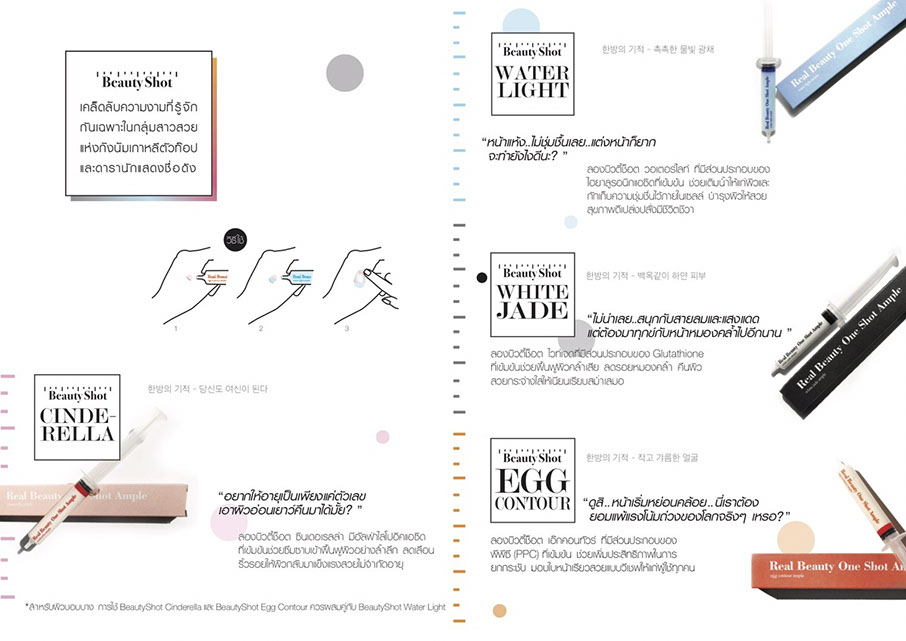 BeautyShot
เคล็ดลับความงามที่รู้จัก
กันเฉพาะในกลุ่มสาวสวย
แห่งกังนัมเกาหลีตัวท๊อป
และดารานักแสดงชื่อดัง
วิธีใช้
1
2
3
BeautyShot
CINDE-
RELLA
한방의 기적 - 당신도 여신이 된다
Real Beauty One Shot Ample
Real Beauty One Shot Ample
“อยากให้อายุเป็นเพียงแค่ตัวเลข
เอาผิวอ่อนเยาว์คืนมาได้มั้ย? ”
ลองบิวตี้ช็อต ซินเดอเรลล่า มีอัลฟาไลโปอิคแอซิด
ที่เข้มข้นช่วยซึมซาบเข้าฟื้นฟูผิวอย่างล้ำลึก ลดเลือน
ริ้วรอยให้ผิวกลับมาแข็งแรงสวยไม่จำกัดอายุ
*สำหรับผิวบอบบาง การใช้ BeautyShot Cinderella และ BeautyShot Egg Contour ควรผสมคู่กับ BeautyShot Water Light
BeautyShot
WATER
LIGHT
한방의 기적 - 촉촉한 물빛 광채
Real Beauty One Shot Ample
Real Beauty One Shot Ample
“หน้าแห้ง..ไม่ชุ่มชื้นเลย..แต่งหน้าก็ยาก
จะทำยังไงดีนะ? ”
ลองบิวตี้ช็อต วอเตอร์ไลท์ ที่มีส่วนประกอบของ
ไฮยาลูรอนิกแอซิดที่เข้มข้น ช่วยเติมน้ำให้แก่ผิวและ
กักเก็บความชุ่มชื้นไว้ภายในเซลล์ บำรุงผิวให้สวย
สุขภาพดีเปล่งปลั่งมีชีวิตชีวา
BeautyShot
WHITE
JADE
한방의 기적 - 백옥같이 하얀 피부
“ไม่น่าเลย..สนุกกับสายลมและแสงแดด
แต่ต้องมาทุกข์กับหน้าหมองคล้ำไปอีกนาน ”
ลองบิวตี้ช็อต ไวท์เจดที่มีส่วนประกอบของ Glutathione
ที่เข้มข้นช่วยฟื้นฟูผิวคล้ำเสีย ลดรอยหมองคล้ำ คืนผิว
สวยกระจ่างใสให้เนียนเรียบสม่ำเสมอ
Real Beauty One Shot Ample
Real Beauty One Shot Ample
BeautyShot
EGG
CONTOUR
한방의 기적 - 작고 갸름한 얼굴
“ดูสิ..หน้าเริ่มหย่อนคล้อย..นี่เราต้อง
ยอมแพ้แรงโน้มถ่วงของโลกจริงๆ เหรอ?”
ลองบิวตี้ช็อต เอ้กคอนทัวร์ ที่มีส่วนประกอบของ
พีพีซี (PPC) ที่เข้มข้น ช่วยเพิ่มประสิทธิภาพในการ
ยกกระชับ มอบใบหน้าเรียวสวยแบบวีเชฟให้แก่ผู้ใช้ทุกคน
Real Beauty One Shot Ample
Real Beauty One Shot A
egg contour ample